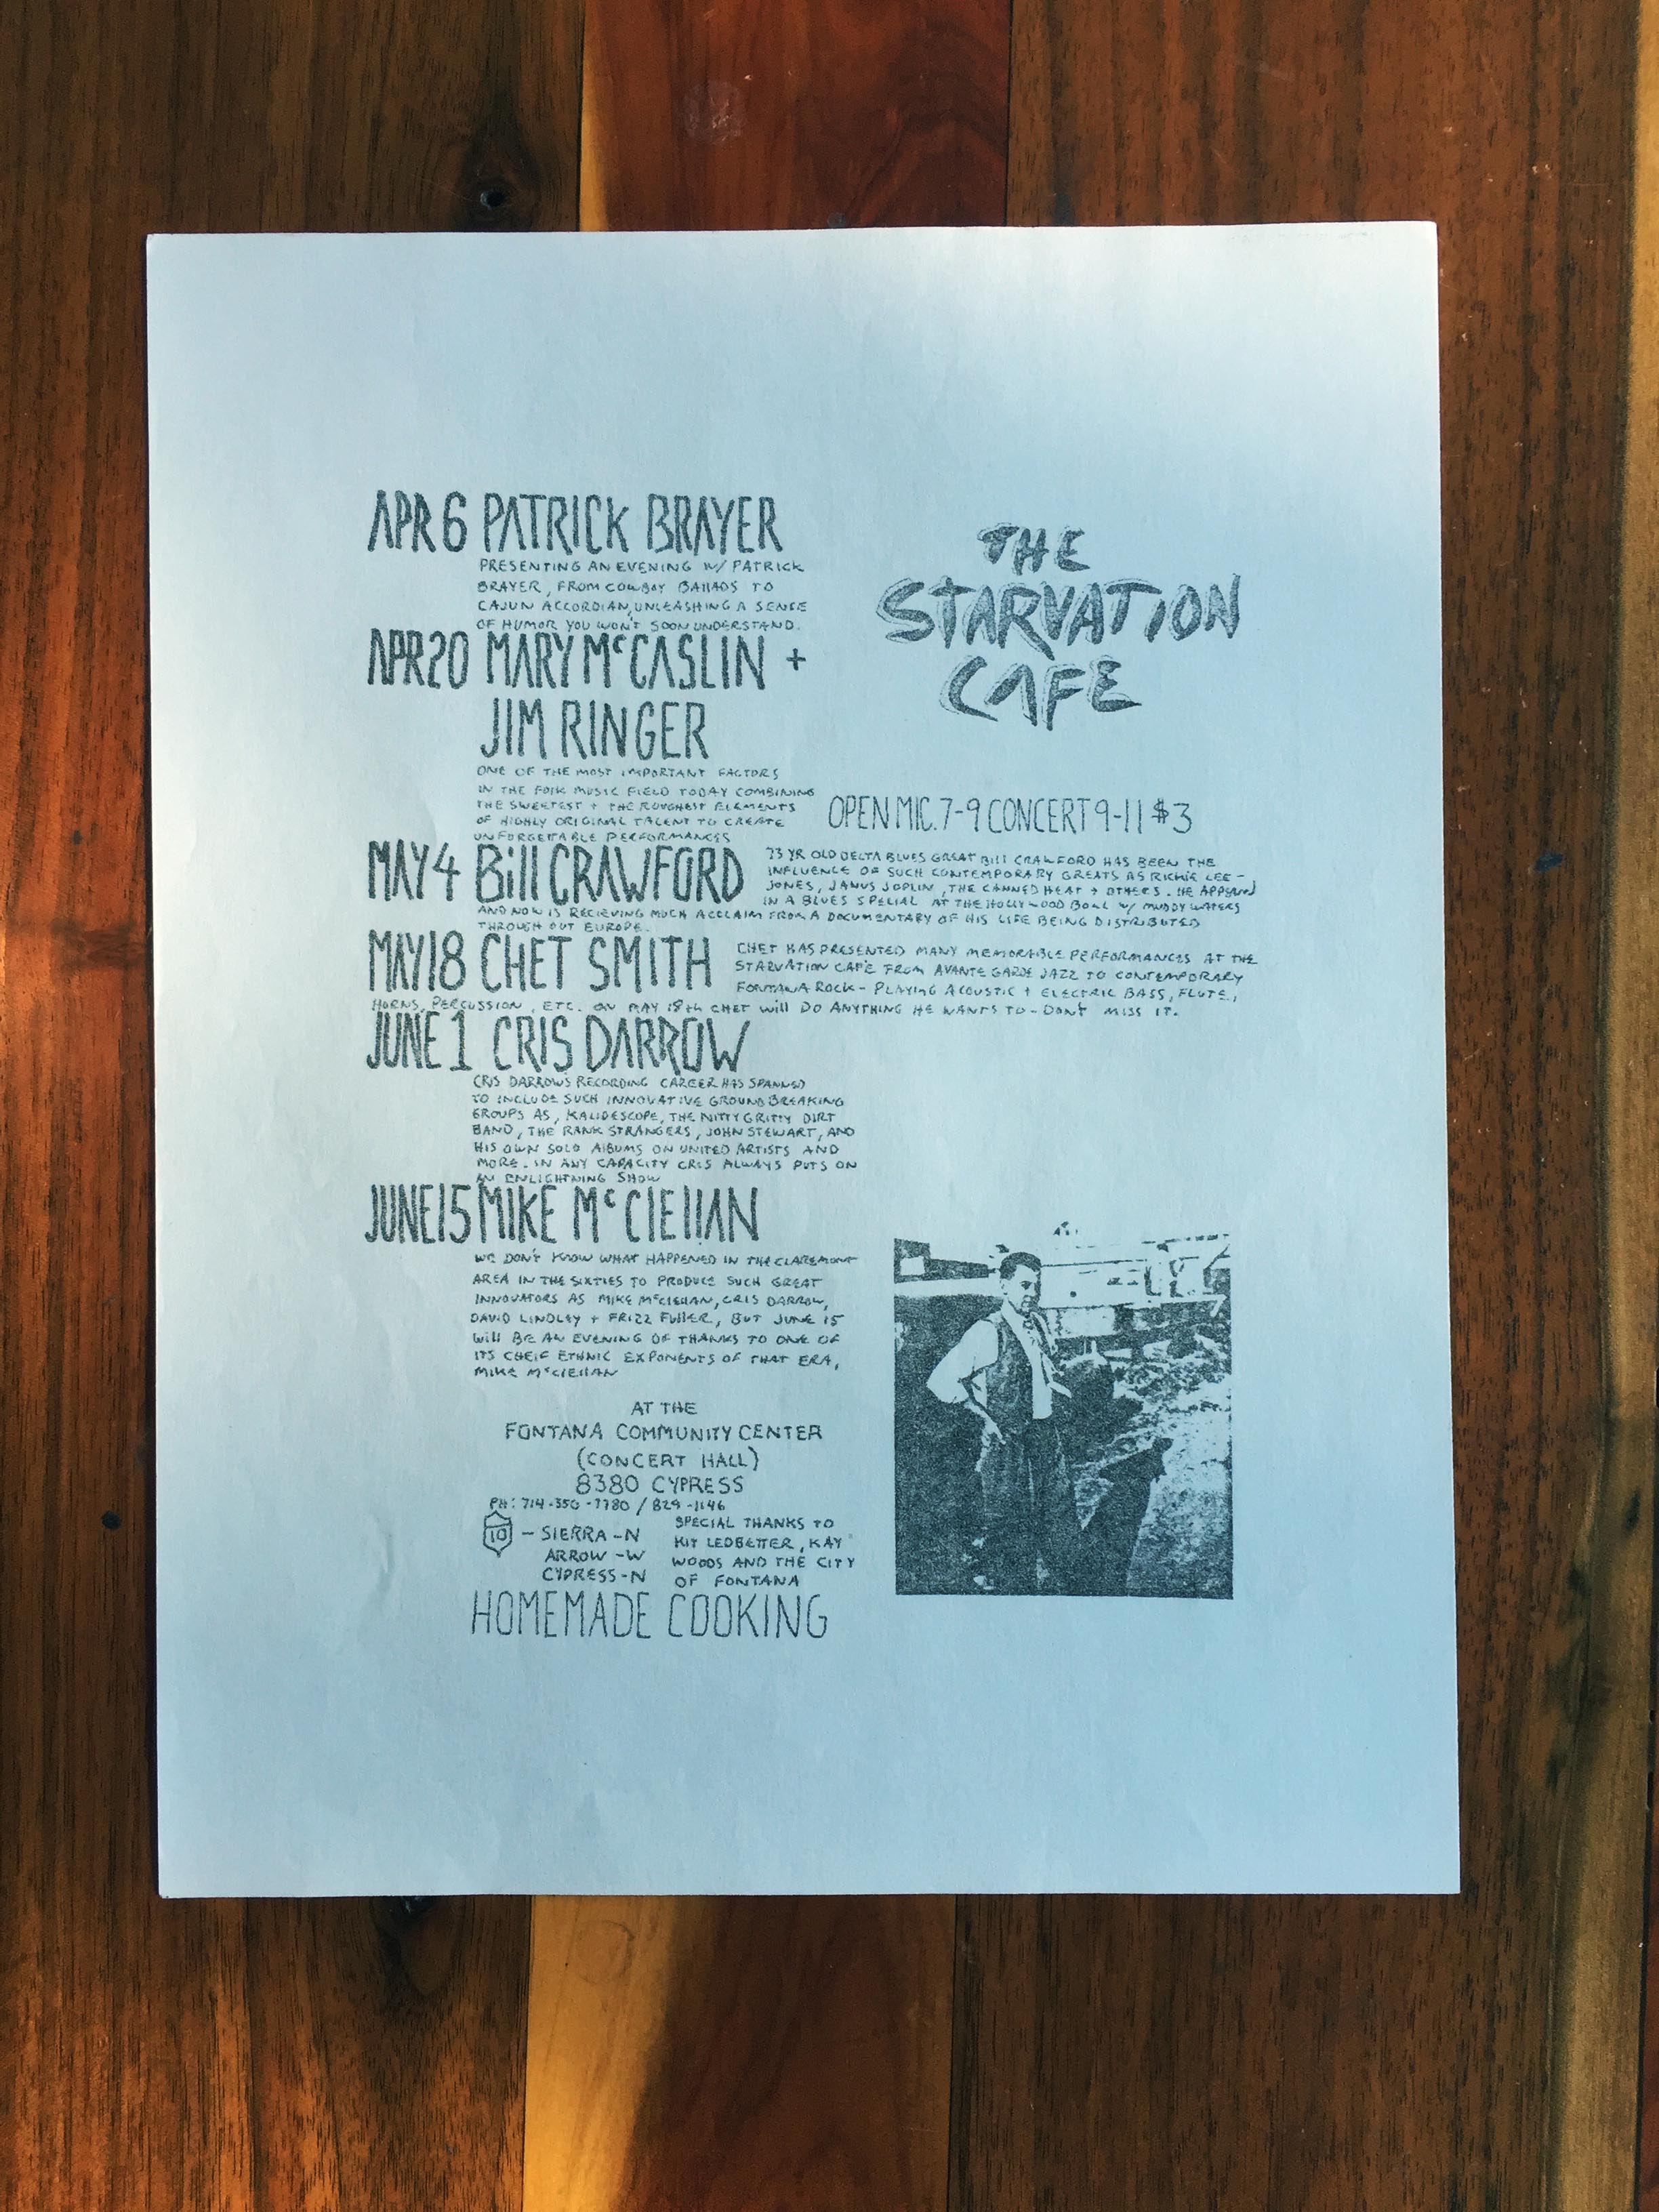 APR 6 PATRICK BRAYER
PRESENTING AN EVENING W/ PATRICK
BRAYER, FROM COWBOY BALLADS TO
CAJUN ACCORDIAN, UNLEASHING A SENSE
OF HUMOR YOU WON'T SOON UNDERSTAND.
APR 20 MARY McCASLIN +
JIM RINGER
ONE OF THE MOST IMPORTANT FACTORS
IN THE FOLK MUSIC FIELD TODAY COMBINING
THE SWEETEST + THE ROUGHEST ELEMENTS
OF HIGHLY ORIGINAL TALENT TO CREATE
UNFORGETABLE PERFORMANCES
THE
STARVATION
CAFE
OPEN MIC. 7-9 CONCERT 9-11 $3
MAY 4 Bill CRAWFORD
73 YR OLD DELTA BLUES GREAT Bill CRAWFORD HAS BEEN THE
INFLUENCE OF SUCH CONTEMPORARY GREATS AS RICKIE LEE-
JONES, JANUS JOPLIN, THE CANNED HEAT + OTHERS. HE APPEARED
IN A BLUES SPECIAL AT THE HOLLYWOOD BOWL W/ MUDDY WATERS
AND NOW IS RECIEVING MUCH ACCLAIM FROM A DOCUMENTARY OF HIS LIFE BEING DISTRIBUTED
THROUGH OUT EUROPE.
MAY 18 CHET SMITH
CHET HAS PRESENTED MANY MEMORABLE PERFORMANCES AT THE
STARVATION CAFE FROM AVANTE GARDE JAZZ TO CONTEMPORARY
FONTANA ROCK - PLAYING ACOUSTIC + ELECTRIC BASS, FLUTE,
HORNS, PERCUSSION, ETC. ON MAY 18th CHET will DO ANYTHING HE WANTS TO - DON't MISS IT.
JUNE 1 CRIS DARROW
CRIS DARROWS RECORDING CAREER HAS SPANNED
TO INCLUDE SUCH INNOVATIVE GROUND BREAKING
GROUPS AS, KALIDESCOPE, THE NITTY GRITTY DIRT
BAND, THE RANK STRANGERS, JOHN STEWART, AND
HIS OWN SOLO ALBUMS ON UNITED ARTISTS AND
MORE. IN ANY CAPACITY CRIS ALWAYS PUTS ON
AN ENLIGHTNING SHOW
JUNE 15 MIKE McClellAN
WE DON't KNOW WHAT HAPPENED IN THE CLAREMONT
AREA IN THE SIXTIES TO PRODUCE SUCH GREAT
INNOVATORS AS MIKE McClellAN, CRIS DARROW,
DAVID LINDLEY + FRIZZ FUllER, BUT JUNE 15
Will BE AN EVENING OF THANKS TO ONE OF
ITS CHEIF ETHNIC EXPONENTS OF THAT ERA,
MIKE McClellAN
AT THE
FONTANA COMMUNITY CENTER
(CONCERT HALL)
8380 CYPRESS
PH: 714-350-7780 / 829-1146
10 - SIERRA - N
ARROW - W
CYPRESS - N
SPECIAL THANKS TO
KIT LEDBETTER, KAY
WOODS AND THE CITY
OF FONTANA
HOMEMADE COOKING